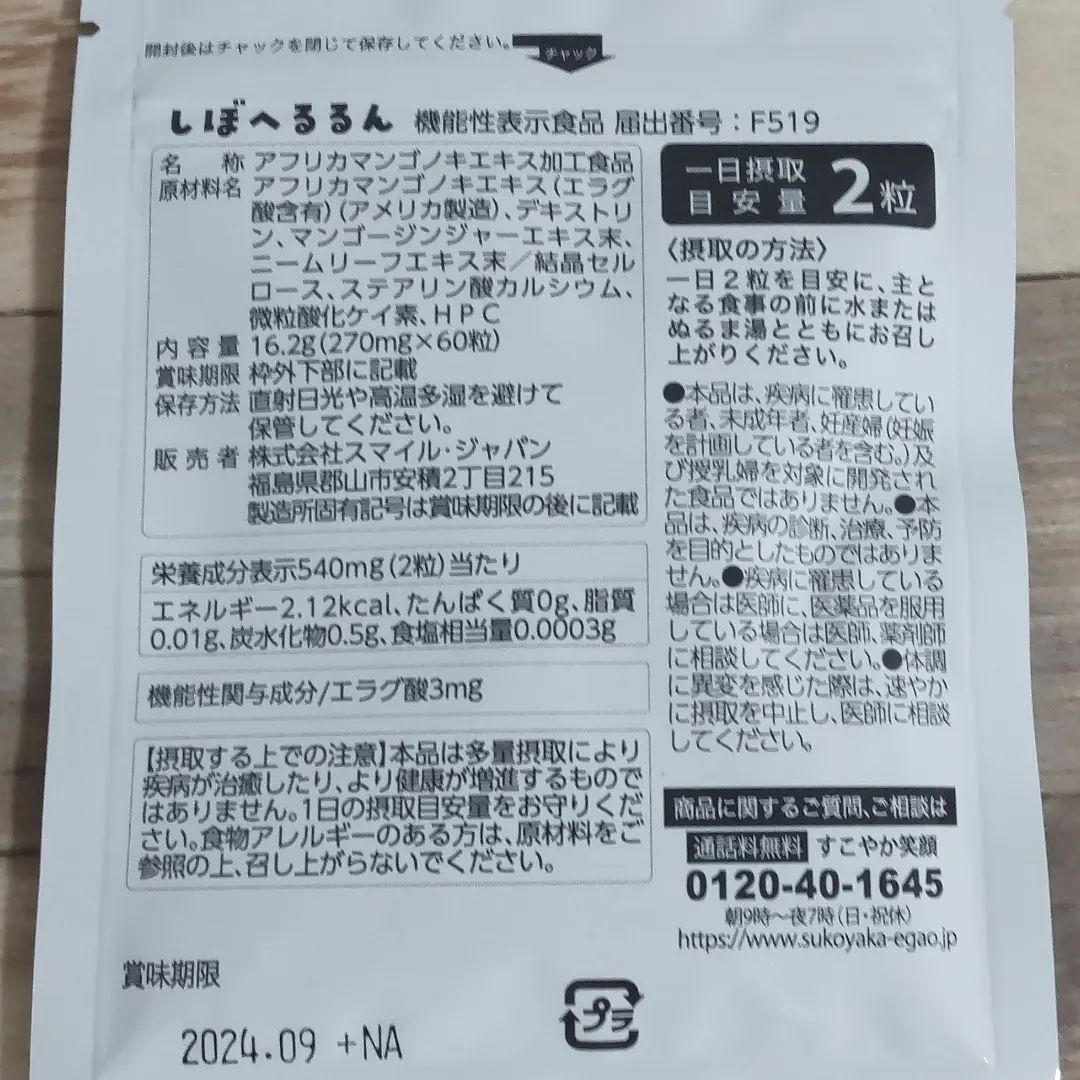 開封後はチャックを閉じて保存してください。
チャック
しぼへるるん 機能性表示食品 届出番号：F519
名称 アフリカマンゴノキエキス加工食品
原材料名 アフリカマンゴノキエキス(エラグ
酸含有)(アメリカ製造)、デキストリ
ン、マンゴージンジャーエキス末、
ニームリーフエキス末／結晶セル
ロース、ステアリン酸カルシウム、
微粒酸化ケイ素、HPC
内容量 16.2g(270mg×60粒)
賞味期限 枠外下部に記載
保存方法 直射日光や高温多湿を避けて
保管してください。
販売者 株式会社スマイル・ジャパン
福島県郡山市安積2丁目215
製造所固有記号は賞味期限の後に記載
栄養成分表示540mg(2粒)当たり
エネルギー2.12kcal、たんぱく質0g、脂質
0.01g、炭水化物0.5g、食塩相当量0.0003g
機能性関与成分/エラグ酸3mg
【摂取する上での注意】本品は多量摂取により
疾病が治癒したり、より健康が増進するもので
はありません。1日の摂取目安量をお守りくだ
さい。食物アレルギーのある方は、原材料をご
参照の上、召し上がらないでください。
一日摂取
目安量 2粒
〈摂取の方法〉
一日2粒を目安に、主と
なる食事の前に水または
ぬるま湯とともにお召し
上がりください。
●本品は、疾病に罹患してい
る者、未成年者、妊産婦(妊娠
を計画している者を含む。)及
び授乳婦を対象に開発され
た食品ではありません。●本
品は、疾病の診断、治療、予防
を目的としたものではありま
せん。●疾病に罹患している
場合は医師に、医薬品を服用
している場合は医師、薬剤師
に相談してください。●体調
に異変を感じた際は、速やか
に摂取を中止し、医師に相談
してください。
商品に関するご質問、ご相談は
通話料無料 すこやか笑顔
0120-40-1645
朝9時～夜7時(日・祝休)
https://www.sukoyaka-egao.jp
賞味期限
2024.09 +NA
プラ